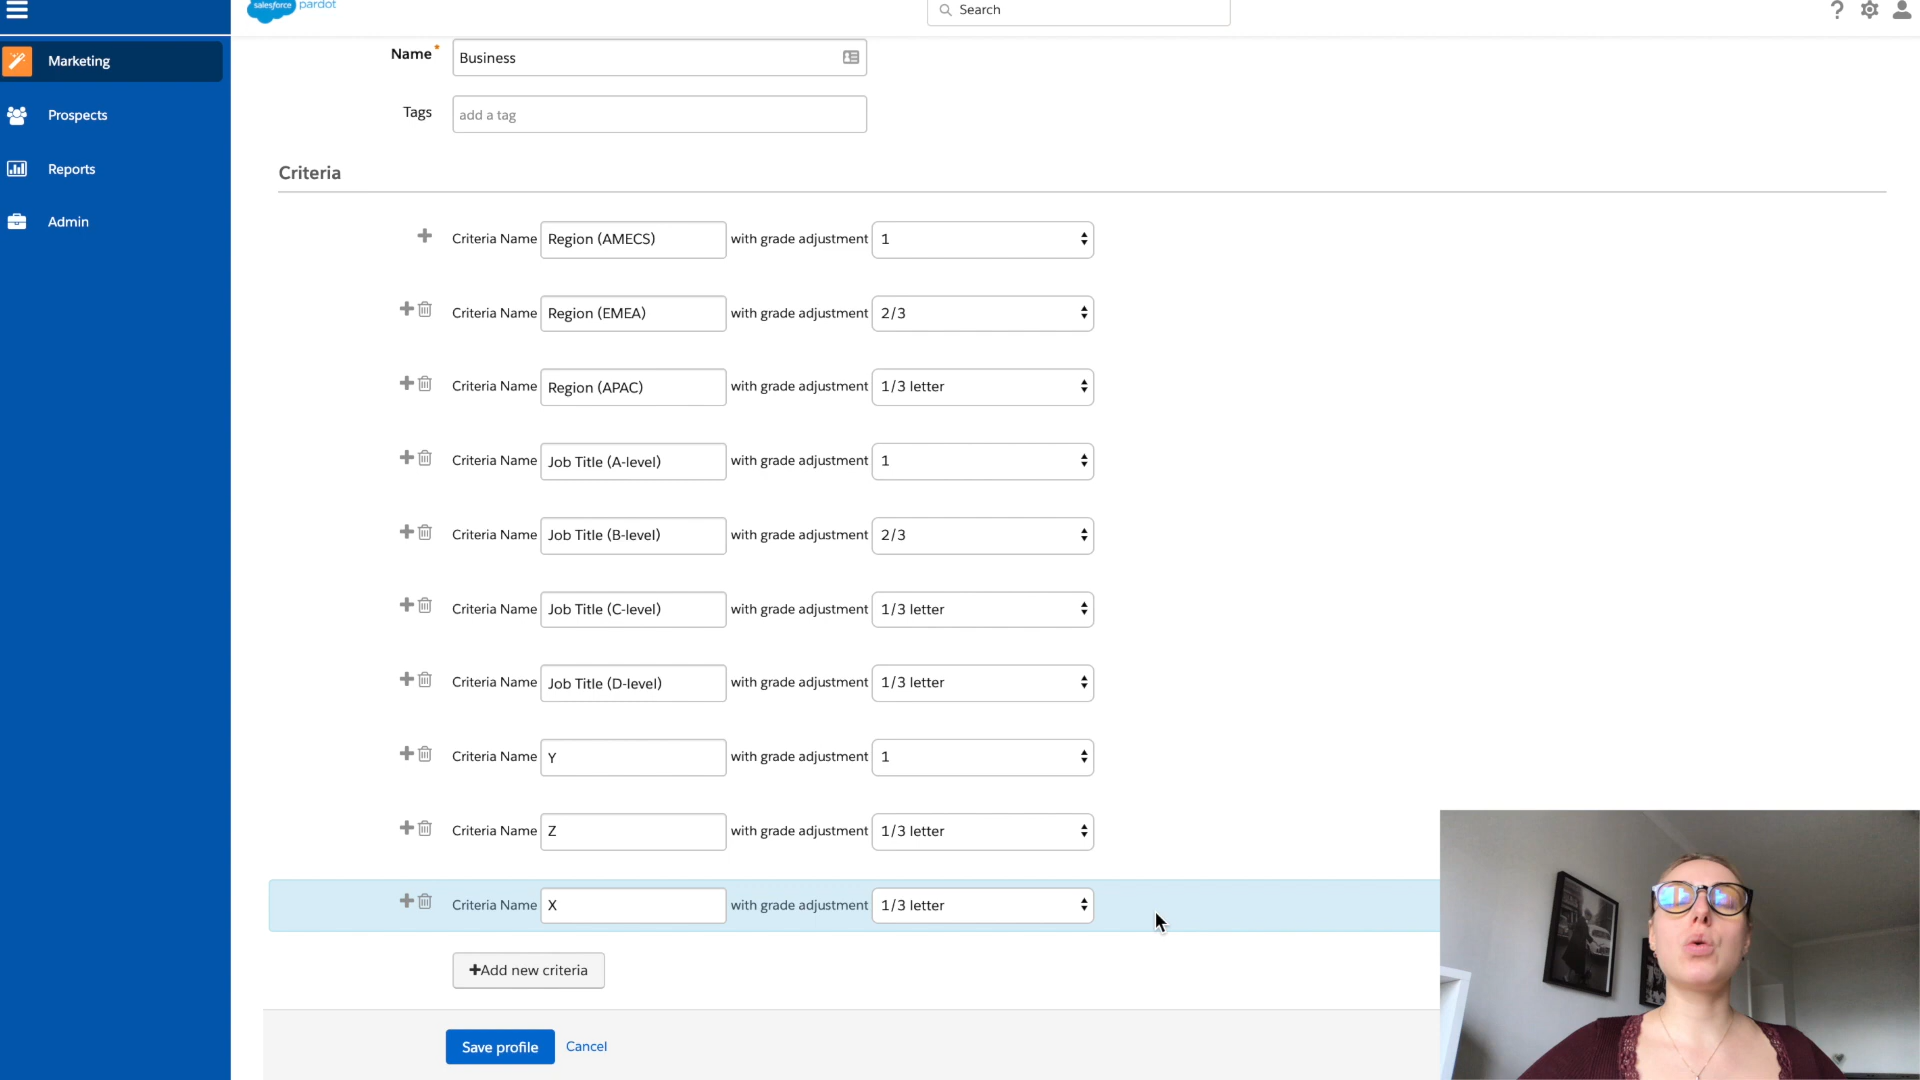 salesforce pardot
Search
Marketing
Prospects
Reports
Admin
Name* Business
Tags add a tag
Criteria
Criteria Name Region (AMECS) with grade adjustment 1
Criteria Name Region (EMEA) with grade adjustment 2/3
Criteria Name Region (APAC) with grade adjustment 1/3 letter
Criteria Name Job Title (A-level) with grade adjustment 1
Criteria Name Job Title (B-level) with grade adjustment 2/3
Criteria Name Job Title (C-level) with grade adjustment 1/3 letter
Criteria Name Job Title (D-level) with grade adjustment 1/3 letter
Criteria Name Y with grade adjustment 1
Criteria Name Z with grade adjustment 1/3 letter
Criteria Name X with grade adjustment 1/3 letter
+Add new criteria
Save profile Cancel